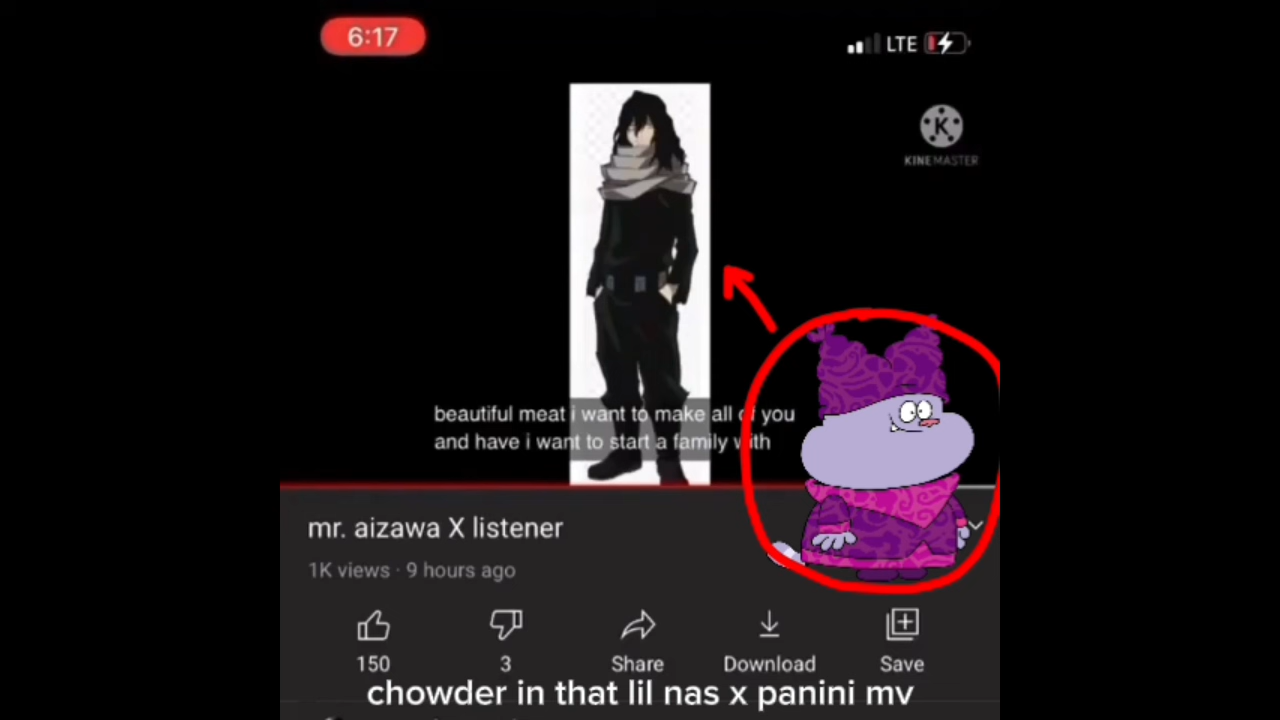 6:17
LTE
K
KINEMASTER
beautiful meat i want to make all of you
and have i want to start a family with
mr. aizawa X listener
1K views · 9 hours ago
150
3
Share
Download
Save
chowder in that lil nas x panini mv